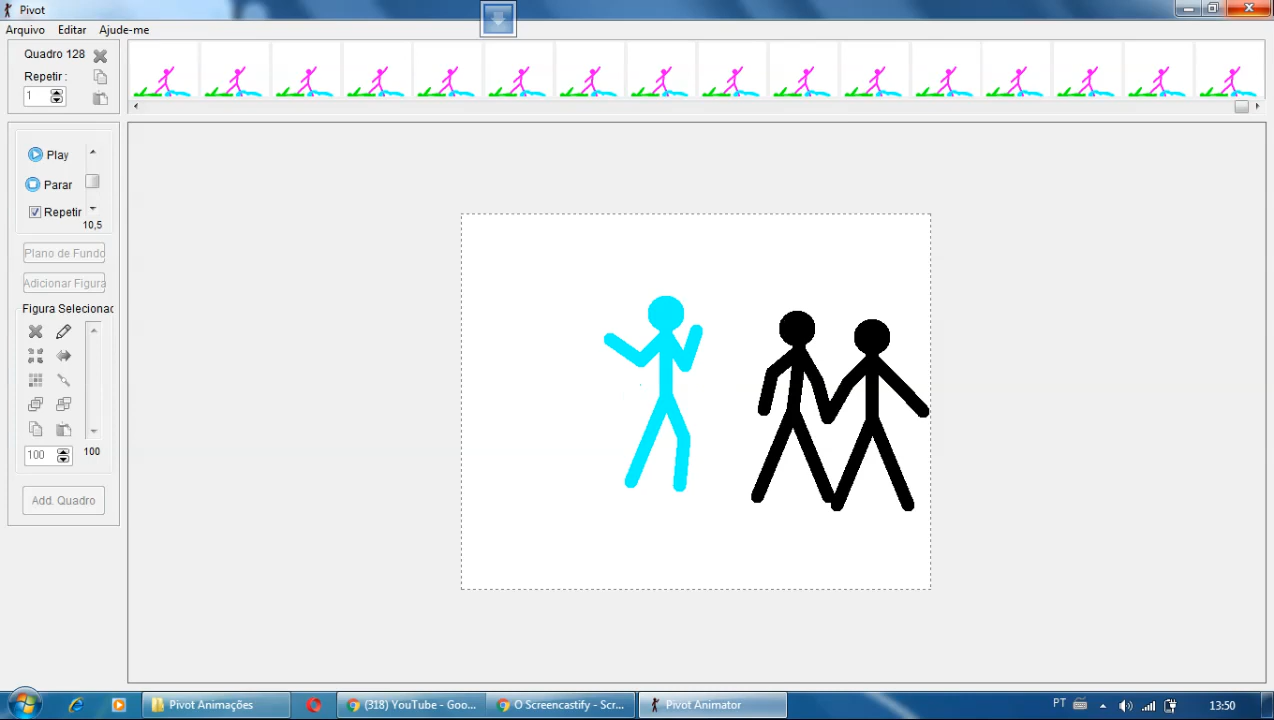 Pivot
Arquivo Editar Ajude-me
Quadro 128
Repetir :
1
Play
Parar
Repetir
10,5
Plano de Fundo
Adicionar Figura
Figura Selecionad
100
100
Add. Quadro
Pivot Animações
(318) YouTube - Goo...
O Screencastify - Scr...
Pivot Animator
PT
13:50